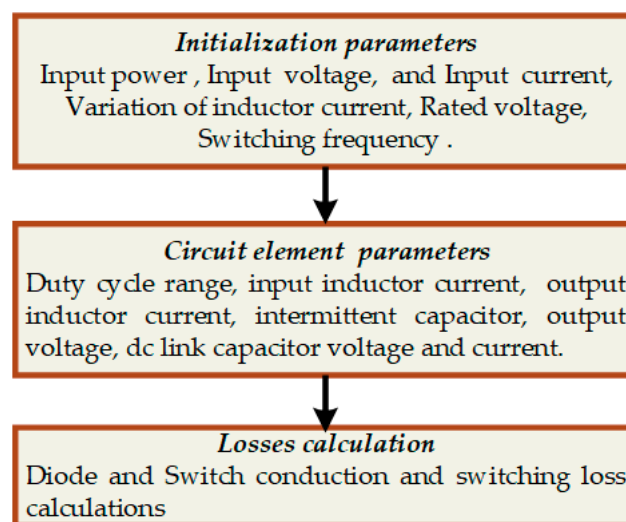 Initialization parameters
Input power , Input voltage, and Input current,
Variation of inductor current, Rated voltage,
Switching frequency .
Circuit element parameters
Duty cycle range, input inductor current, output
inductor current, intermittent capacitor, output
voltage, dc link capacitor voltage and current.
Losses calculation
Diode and Switch conduction and switching loss
calculations